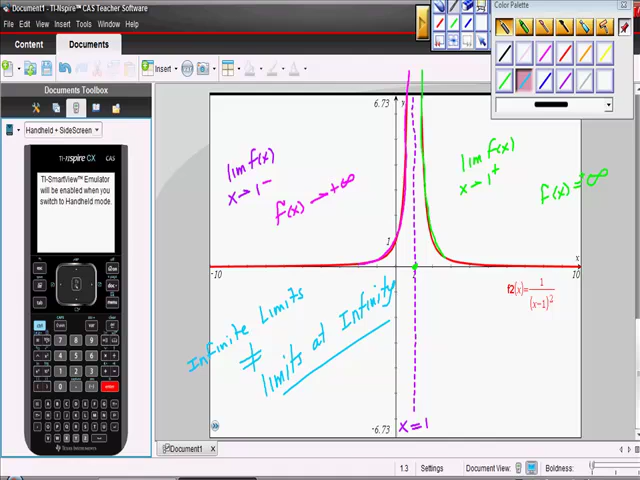 Document1 - TI-Nspire CAS Teacher Software
File Edit View Insert Tools Window Help
Color Palette
Content Documents
Insert
Documents Toolbox
Handheld + SideScreen
TI-nspire CX CAS
TI-SmartView™ Emulator
will be enabled when you
switch to Handheld mode.
6.73 y
lim f(x)
x→1⁻
f(x) → +∞
lim f(x)
x→1⁺
1
-10
x
10
f2(x)=1/(x-1)²
Infinite Limits
≠
limits at Infinity
-6.73
x=1
Document1
1.3 Settings Document View: Boldness: